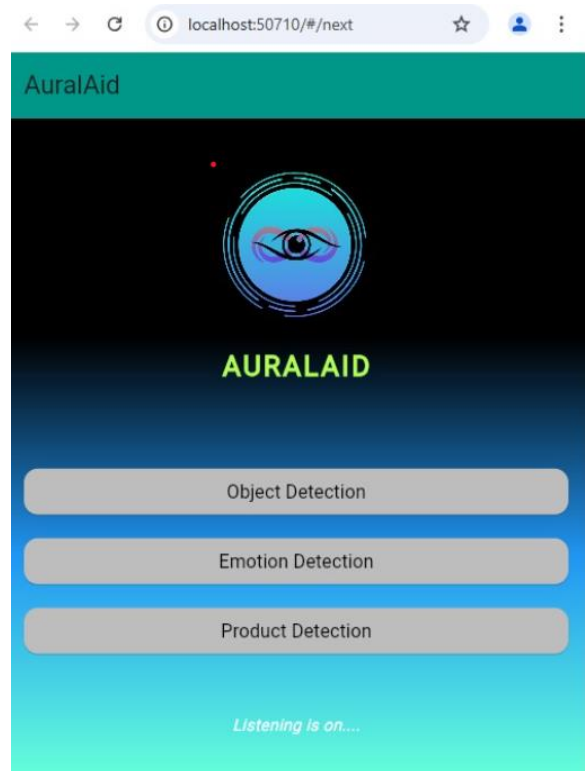 localhost:50710/#/next
AuralAid
AURALAID
Object Detection
Emotion Detection
Product Detection
Listening is on....